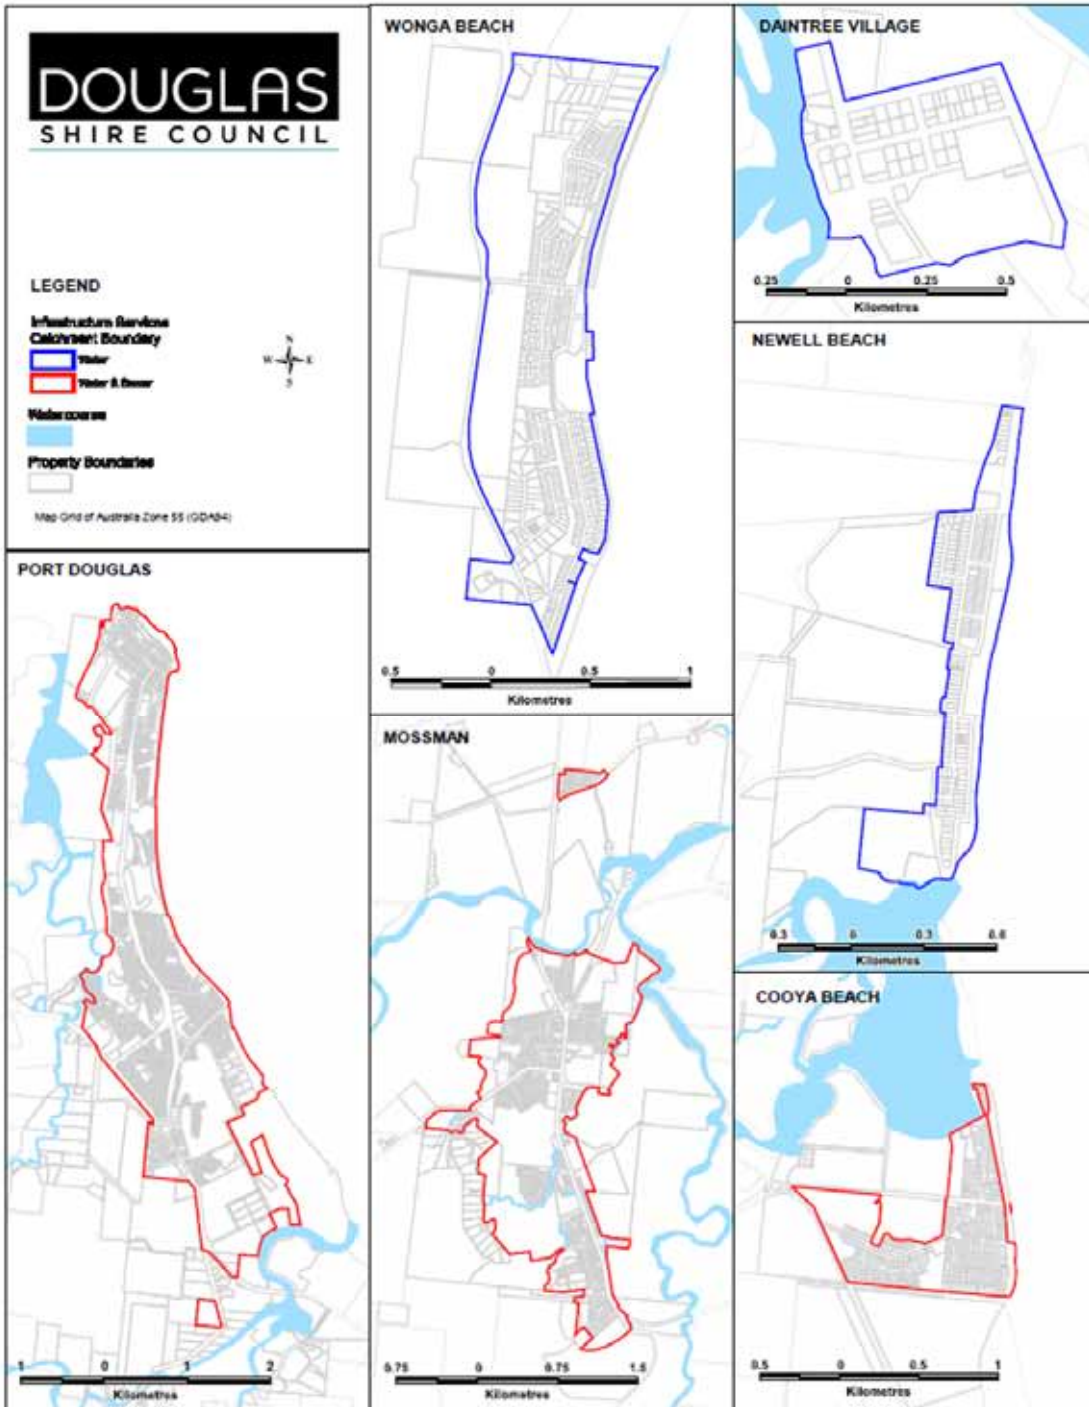 DOUGLAS
SHIRE COUNCIL
LEGEND
Infrastructure Services
Catchment Boundary
Water
Water & Sewer
Watercourse
Property Boundaries
N
W E
S
Map Grid of Australia Zone 55 (GDA94)
WONGA BEACH
0.5 0 0.5 1
Kilometres
DAINTREE VILLAGE
0.25 0 0.25 0.5
Kilometres
NEWELL BEACH
0.3 0 0.3 0.6
Kilometres
PORT DOUGLAS
1 0 1 2
Kilometres
MOSSMAN
0.75 0 0.75 1.5
Kilometres
COOYA BEACH
0.5 0 0.5 1
Kilometres